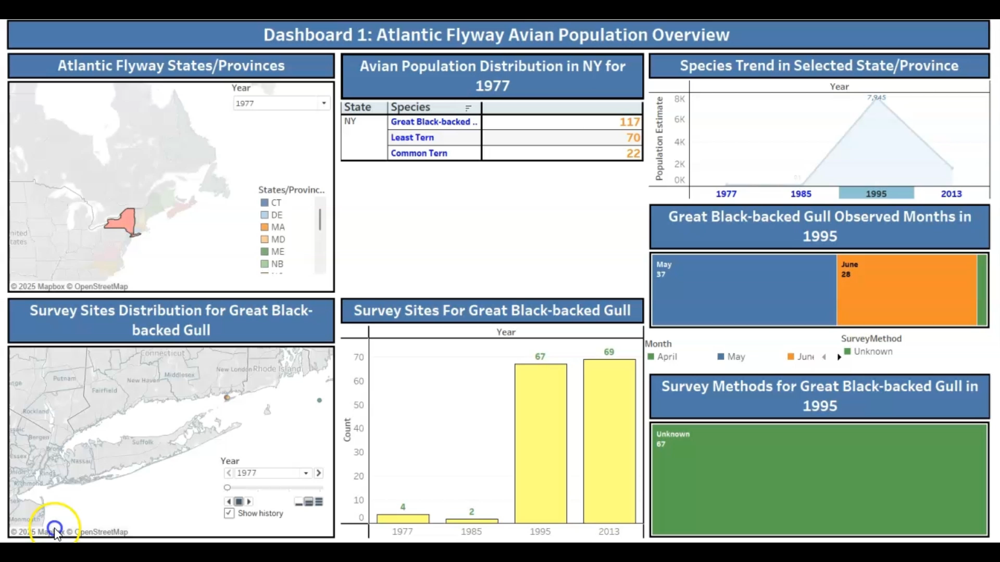 Dashboard 1: Atlantic Flyway Avian Population Overview
Atlantic Flyway States/Provinces
Year
1977
States/Provinc..
CT
DE
MA
MD
ME
NB
nited
tates
© 2025 Mapbox © OpenStreetMap
Avian Population Distribution in NY for
1977
State Species
NY Great Black-backed .. 117
Least Tern 70
Common Tern 22
Species Trend in Selected State/Province
Year
Population Estimate
8K
6K
4K
2K
0K
7,945
91
1977 1985 1995 2013
Great Black-backed Gull Observed Months in
1995
May
37
June
28
Month
April May June
SurveyMethod
Unknown
Survey Methods for Great Black-backed Gull in
1995
Unknown
67
Survey Sites Distribution for Great Black-
backed Gull
Connecticut
Putnam
Middlesex
New London
Rhode Island
New Haven
Fairfield
nge
Rockland
ssaic
Bergen
Bronx
Essex
Suffolk
Nassau
Union
Kings
Richmond
sex
Monmouth
Year
1977
Show history
© 2025 Mapbox © OpenStreetMap
Survey Sites For Great Black-backed Gull
Year
Count
70
60
50
40
30
20
10
0
4
2
67
69
1977 1985 1995 2013